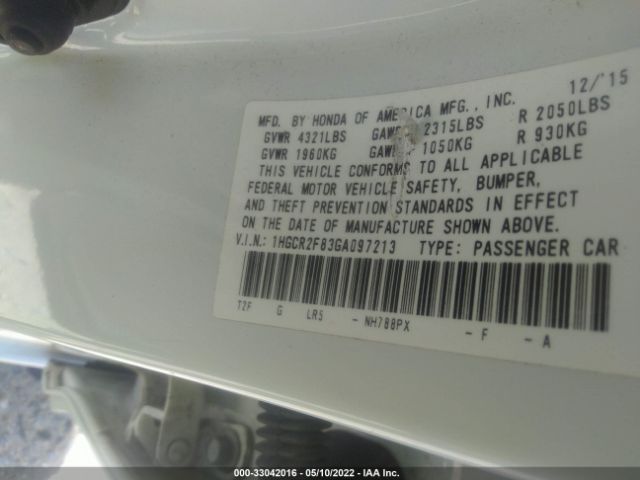 12/'15
MFD. BY HONDA OF AMERICA MFG., INC.
GVWR 4321LBS GAWR F 2315LBS R 2050LBS
GVWR 1960KG GAWR F 1050KG R 930KG
THIS VEHICLE CONFORMS TO ALL APPLICABLE
FEDERAL MOTOR VEHICLE SAFETY, BUMPER,
AND THEFT PREVENTION STANDARDS IN EFFECT
ON THE DATE OF MANUFACTURE SHOWN ABOVE.
V.I.N.: 1HGCR2F83GA097213 TYPE: PASSENGER CAR
T2F G LR5 - NH788PX - F - A
000-33042016 - 05/10/2022 - IAA Inc.